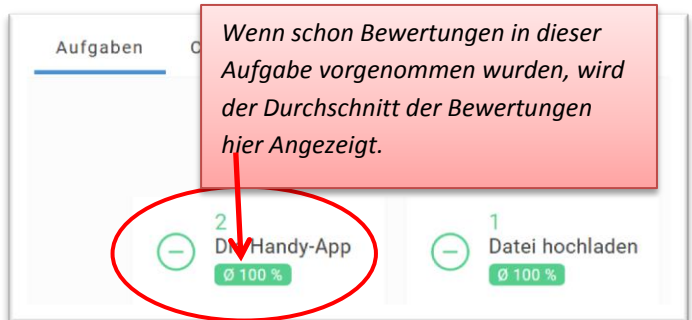 Aufgaben
Wenn schon Bewertungen in dieser
Aufgabe vorgenommen wurden, wird
der Durchschnitt der Bewertungen
hier Angezeigt.
2
Handy-App
Ø 100 %
1
Datei hochladen
Ø 100 %